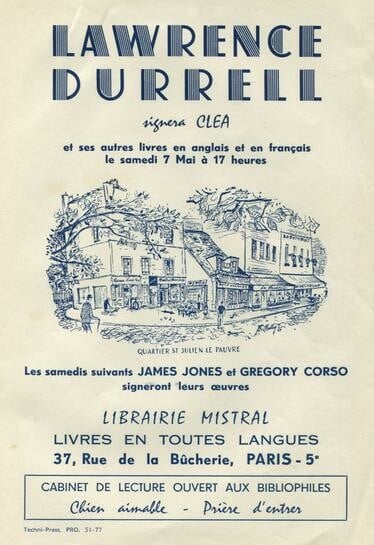 LAWRENCE
DURRELL
signera CLEA
et ses autres livres en anglais et en français
le samedi 7 Mai à 17 heures
QUARTIER ST JULIEN LE PAUVRE
Les samedis suivants JAMES JONES et GREGORY CORSO
signeront leurs œuvres
LIBRAIRIE MISTRAL
LIVRES EN TOUTES LANGUES
37, Rue de la Bûcherie, PARIS - 5e
CABINET DE LECTURE OUVERT AUX BIBLIOPHILES
Chien aimable - Prière d'entrer
Techni-Press, PRO. 51-77